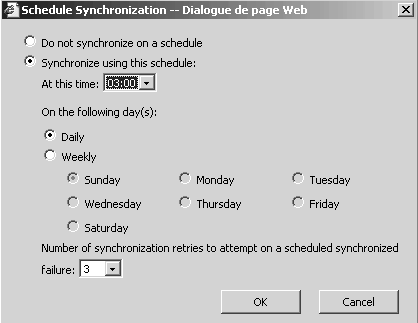 Schedule Synchronization -- Dialogue de page Web
Do not synchronize on a schedule
Synchronize using this schedule:
At this time: 03:00
On the following day(s):
Daily
Weekly
Sunday Monday Tuesday
Wednesday Thursday Friday
Saturday
Number of synchronization retries to attempt on a scheduled synchronized
failure: 3
OK Cancel